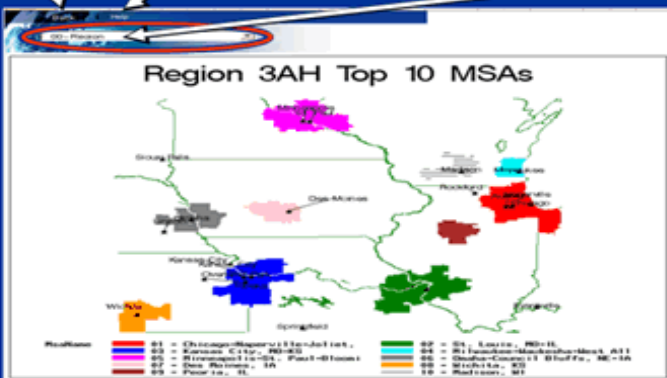 Help
00 - Region
Region 3AH Top 10 MSAs
Sioux Falls
Madison
Milwaukee
Rockford
Des-Moines
Kansas-City
Springfield
MsaName
01 - Chicago-Naperville-Joliet,
02 - St. Louis, MO-IL
03 - Kansas City, MO-KS
04 - Milwaukee-Waukesha-West All
05 - Minneapolis-St. Paul-Bloomi
06 - Omaha-Council Bluffs, NE-IA
07 - Des Moines, IA
08 - Wichita, KS
09 - Peoria, IL
10 - Madison, WI